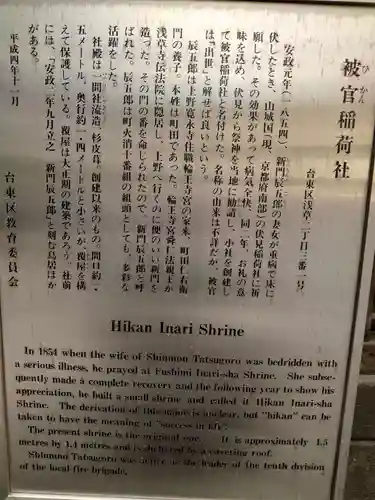 被官稲荷社
ひかん
台東区浅草二丁目三番一号
安政元年（一八五四）、新門辰五郎の妻女が重病で床に
伏したとき、山城国（現、京都府南部）の伏見稲荷社に祈
願した。その効果があって病気全快、同二年、お礼の意
味を込め、伏見から祭神を当地に勧請し、小社を創建し
て被官稲荷社と名付けた。名称の由来は不詳だが、被官
は「出世」と解せば良いという。
辰五郎は上野寛永寺住職輪王寺宮の家来、町田仁右衛
門の養子。本姓は町田であった。輪王寺宮舜仁法親王が
浅草寺伝法院に隠居し、上野へ行くのに便のいい新門を
造った。その門の番を命じられたので、新門辰五郎と呼
ばれた。辰五郎は町火消十番組の組頭としても、多彩な
活躍をした。
社殿は一間社流造、杉皮葺。創建以来のもの。間口約一・
五メートル、奥行約一・四メートルと小さいが、覆屋を構
えて保護している。覆屋は大正期の建築であろう。社前
には、「安政二年九月立之　新門辰五郎」と刻む鳥居ほか
がある。
平成四年十一月
台東区教育委員会
Hikan Inari Shrine
In 1854 when the wife of Shinmon Tatsugoro was bedridden with
a serious illness, he prayed at Fushimi Inari-sha Shrine. She subse-
quently made a complete recovery and the following year to show his
appreciation, he built a small shrine and called it Hikan Inari-sha
Shrine. The derivation of this name is unclear, but "hikan" can be
taken to have the meaning of "success in life".
The present shrine is the original one. It is approximately 1.5
metres by 1.4 metres and is sheltered by a covering roof.
Shinmon Tatsugoro was active as the leader of the tenth division
of the local fire brigade.